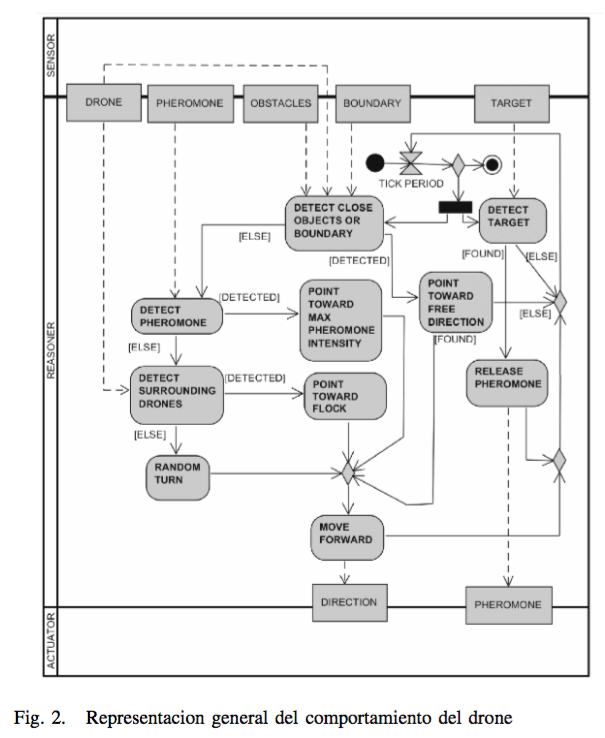 SENSOR
DRONE
PHEROMONE
OBSTACLES
BOUNDARY
TARGET
TICK PERIOD
DETECT CLOSE
OBJECTS OR
BOUNDARY
DETECT
TARGET
[ELSE]
[DETECTED]
[FOUND]
[ELSE]
REASONER
DETECT
PHEROMONE
[DETECTED]
POINT
TOWARD
MAX
PHEROMONE
INTENSITY
POINT
TOWARD
FREE
DIRECTION
[ELSE]
[FOUND]
[ELSE]
DETECT
SURROUNDING
DRONES
[DETECTED]
POINT
TOWARD
FLOCK
RELEASE
PHEROMONE
[ELSE]
RANDOM
TURN
MOVE
FORWARD
DIRECTION
PHEROMONE
ACTUATOR
Fig. 2. Representacion general del comportamiento del drone